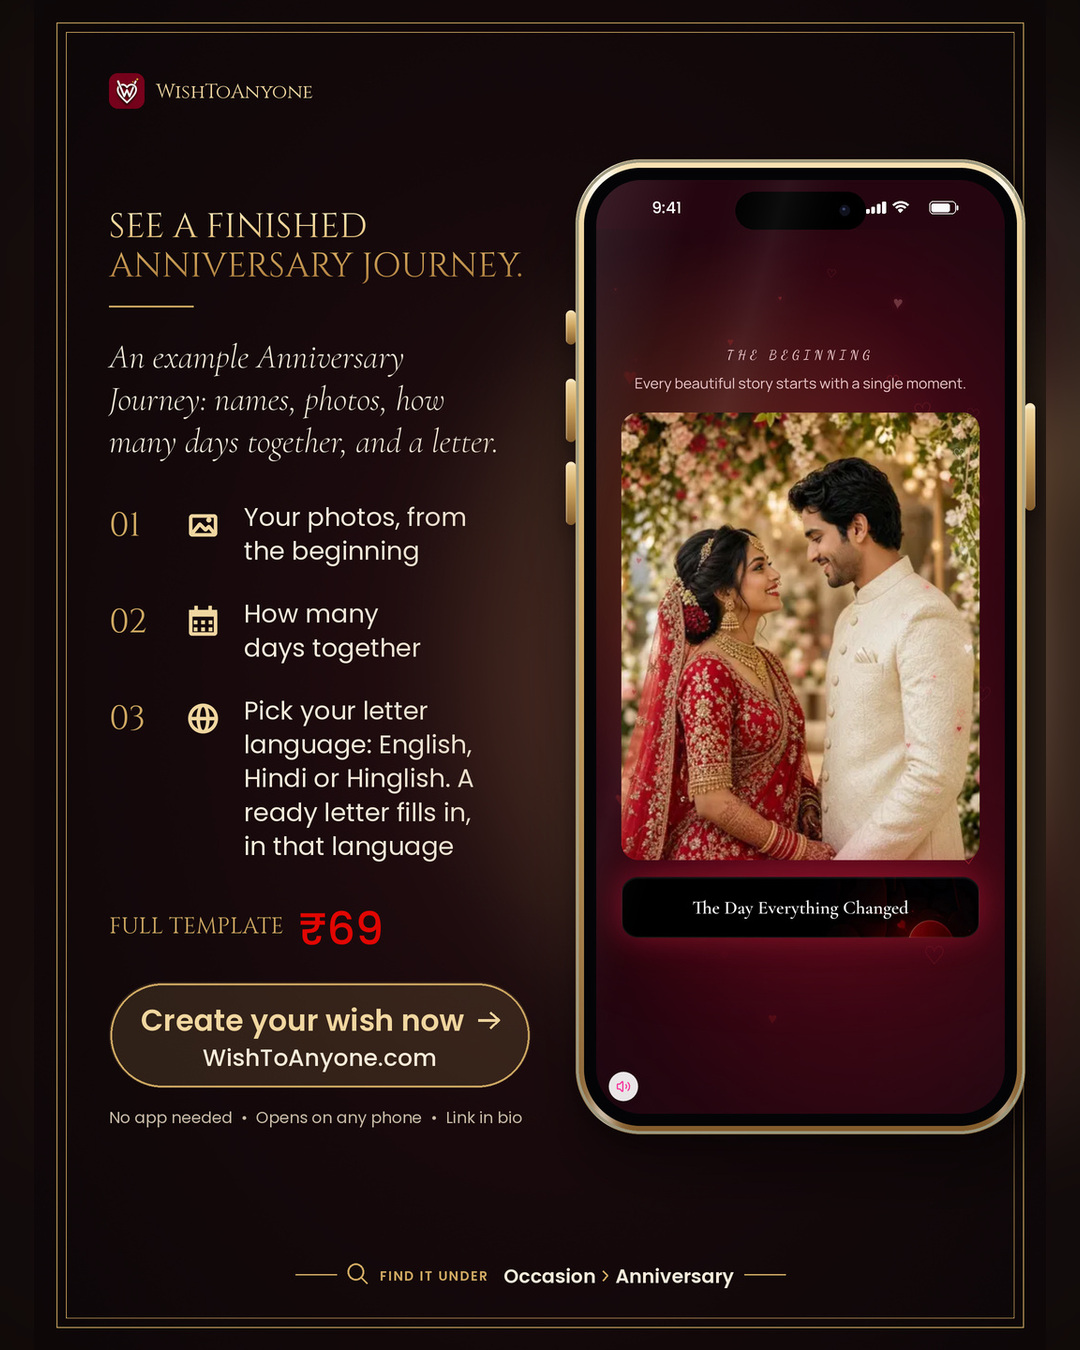 WishToAnyone
SEE A FINISHED
ANNIVERSARY JOURNEY.
An example Anniversary
Journey: names, photos, how
many days together, and a letter.
01
Your photos, from
the beginning
02
How many
days together
03
Pick your letter
language: English,
Hindi or Hinglish. A
ready letter fills in,
in that language
FULL TEMPLATE ₹69
Create your wish now →
WishToAnyone.com
No app needed • Opens on any phone • Link in bio
9:41
THE BEGINNING
Every beautiful story starts with a single moment.
The Day Everything Changed
FIND IT UNDER Occasion > Anniversary